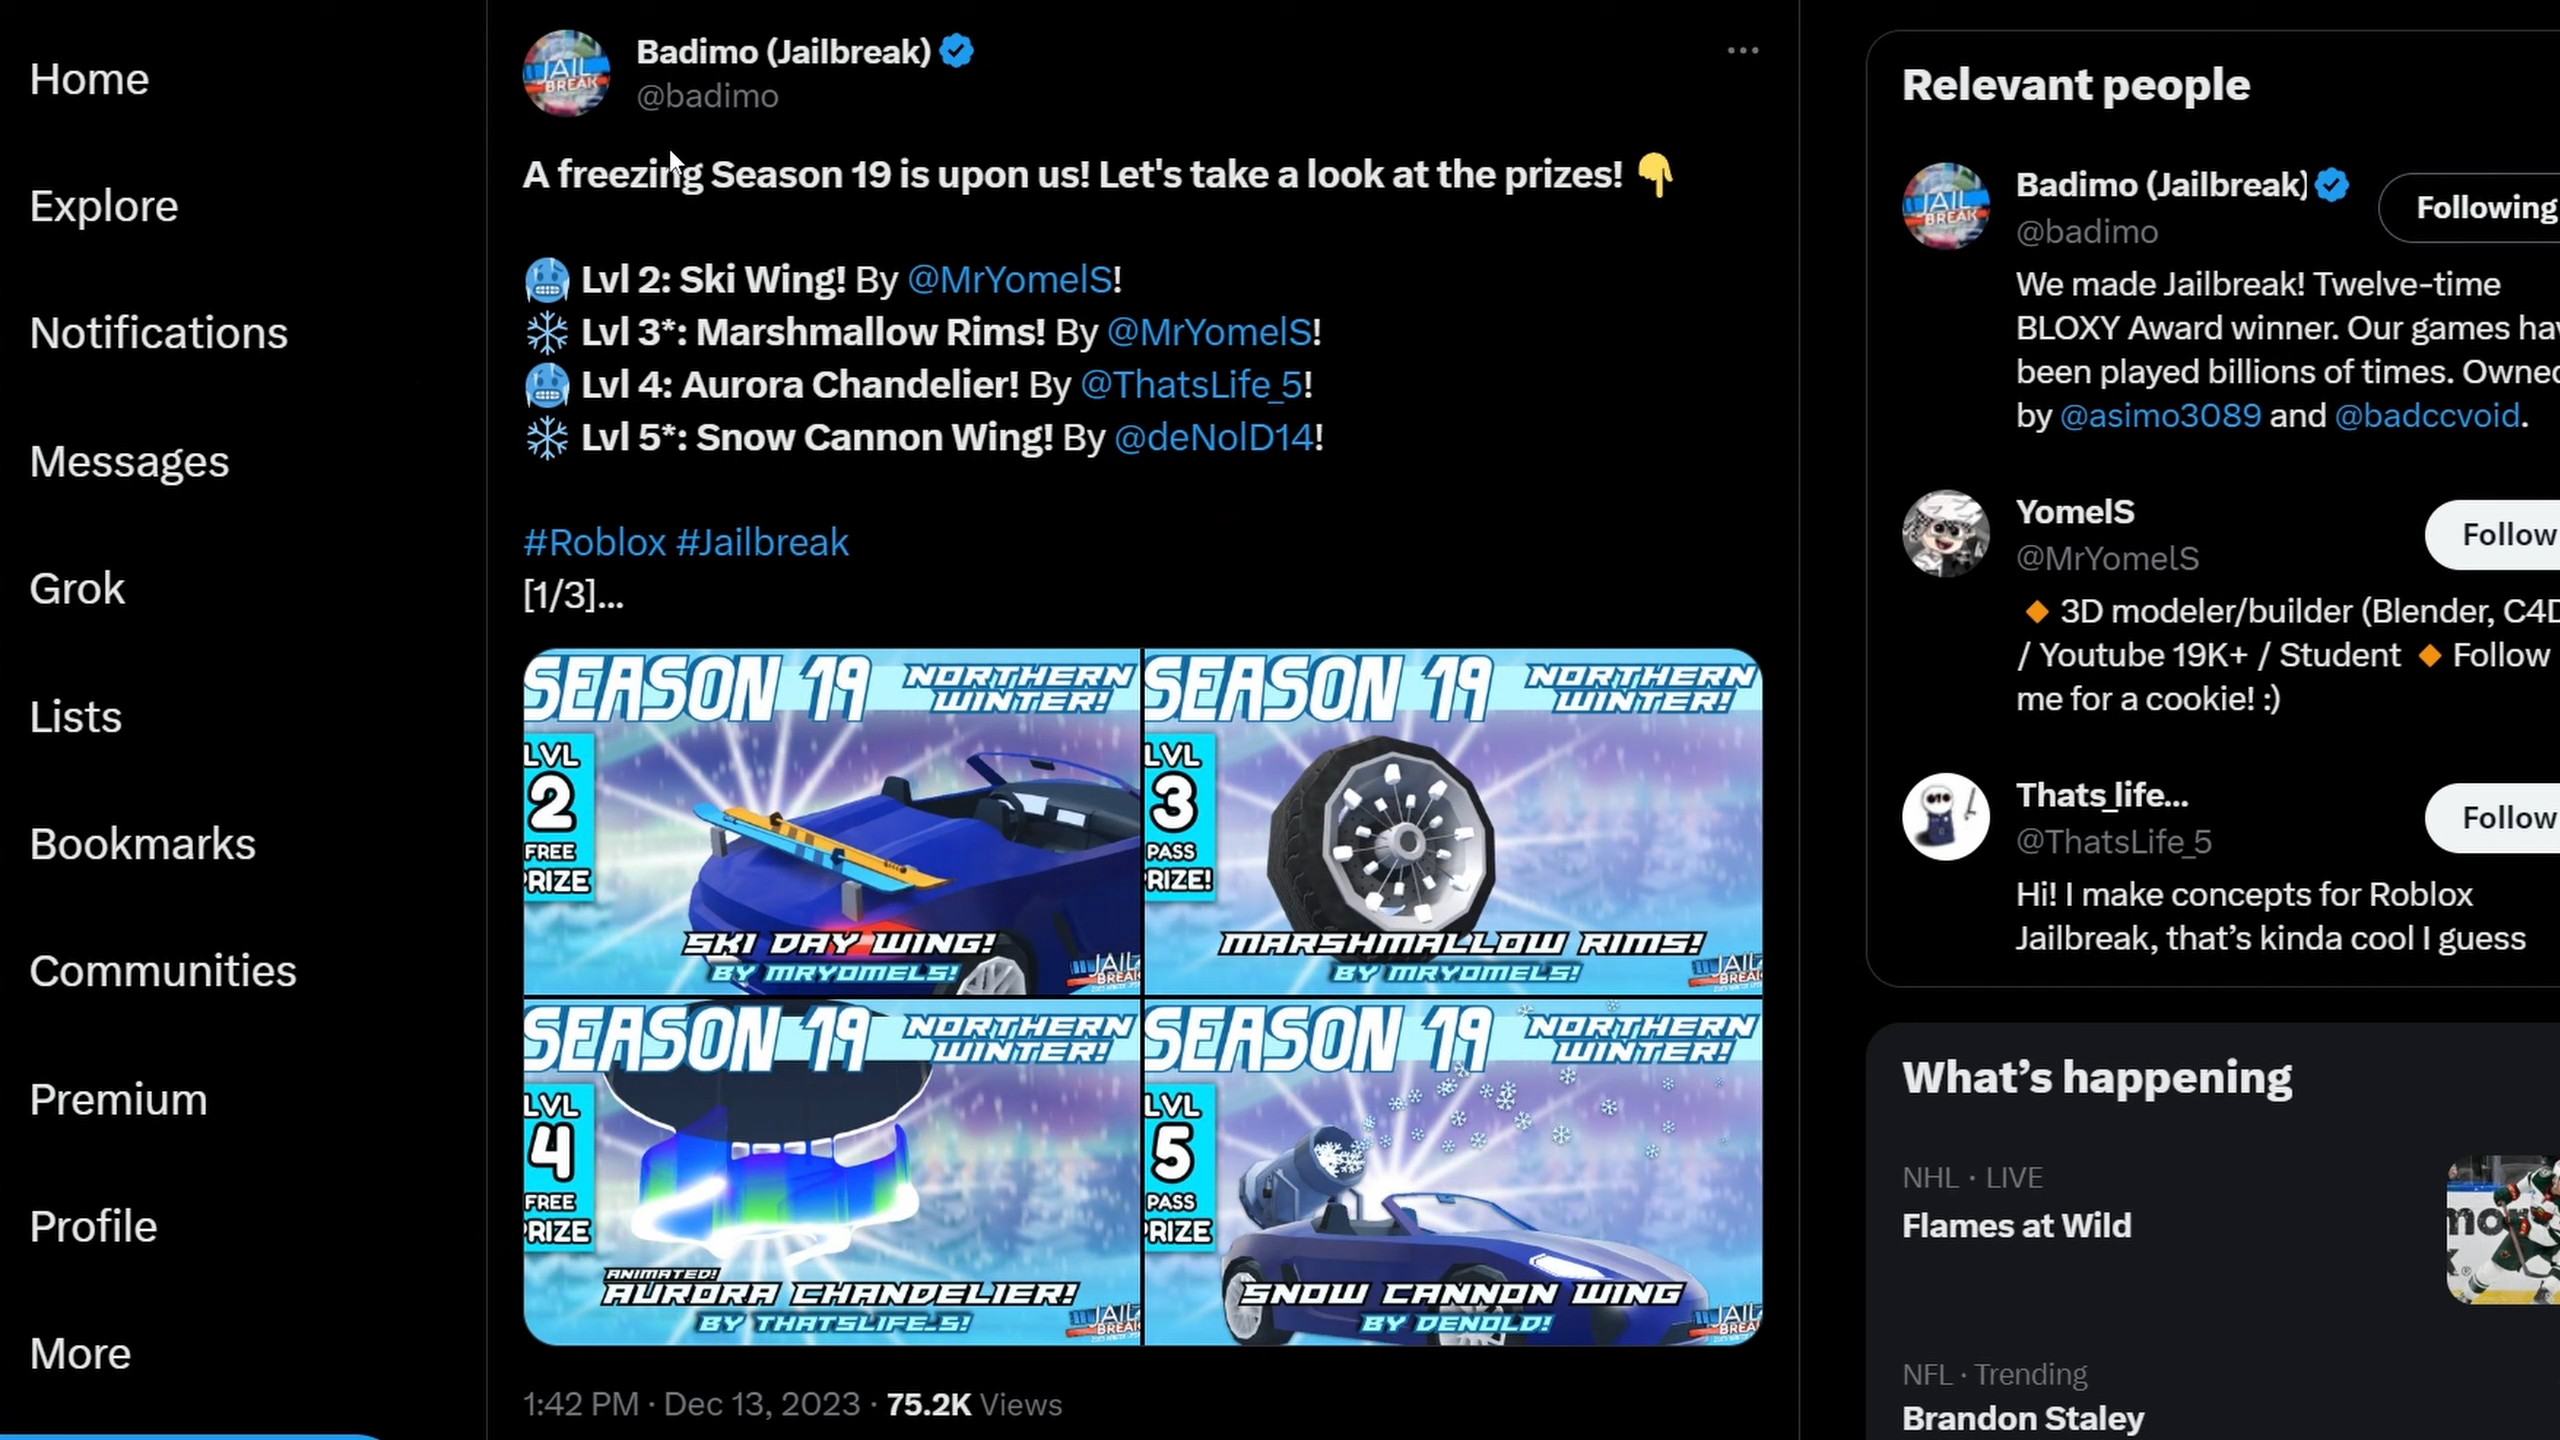 Home
Explore
Notifications
Messages
Grok
Lists
Bookmarks
Communities
Premium
Profile
More
Badimo (Jailbreak)
@badimo
A freezing Season 19 is upon us! Let's take a look at the prizes! 👇
🥶 Lvl 2: Ski Wing! By @MrYomelS!
❄️ Lvl 3*: Marshmallow Rims! By @MrYomelS!
🥶 Lvl 4: Aurora Chandelier! By @ThatsLife_5!
❄️ Lvl 5*: Snow Cannon Wing! By @deNolD14!
#Roblox #Jailbreak
[1/3]...
SEASON 19
NORTHERN
WINTER!
LVL
2
FREE
PRIZE
SKI DAY WING!
BY MRYOMELS!
JAIL
BREAK
SEASON 19
NORTHERN
WINTER!
LVL
3
PASS
PRIZE!
MARSHMALLOW RIMS!
BY MRYOMELS!
JAIL
BREAK
SEASON 19
NORTHERN
WINTER!
LVL
4
FREE
PRIZE
ANIMATED!
AURORA CHANDELIER!
BY THATSLIFE_5!
JAIL
BREAK
SEASON 19
NORTHERN
WINTER!
LVL
5
PASS
PRIZE
SNOW CANNON WING
BY DENOLD!
JAIL
BREA
1:42 PM · Dec 13, 2023 · 75.2K Views
Relevant people
Badimo (Jailbreak)
@badimo
Following
We made Jailbreak! Twelve-time
BLOXY Award winner. Our games hav
been played billions of times. Owned
by @asimo3089 and @badccvoid.
YomelS
@MrYomelS
Follow
🔸 3D modeler/builder (Blender, C4D
/ Youtube 19K+ / Student 🔸 Follow
me for a cookie! :)
Thats_life...
@ThatsLife_5
Follow
Hi! I make concepts for Roblox
Jailbreak, that's kinda cool I guess
What's happening
NHL · LIVE
Flames at Wild
NFL · Trending
Brandon Staley